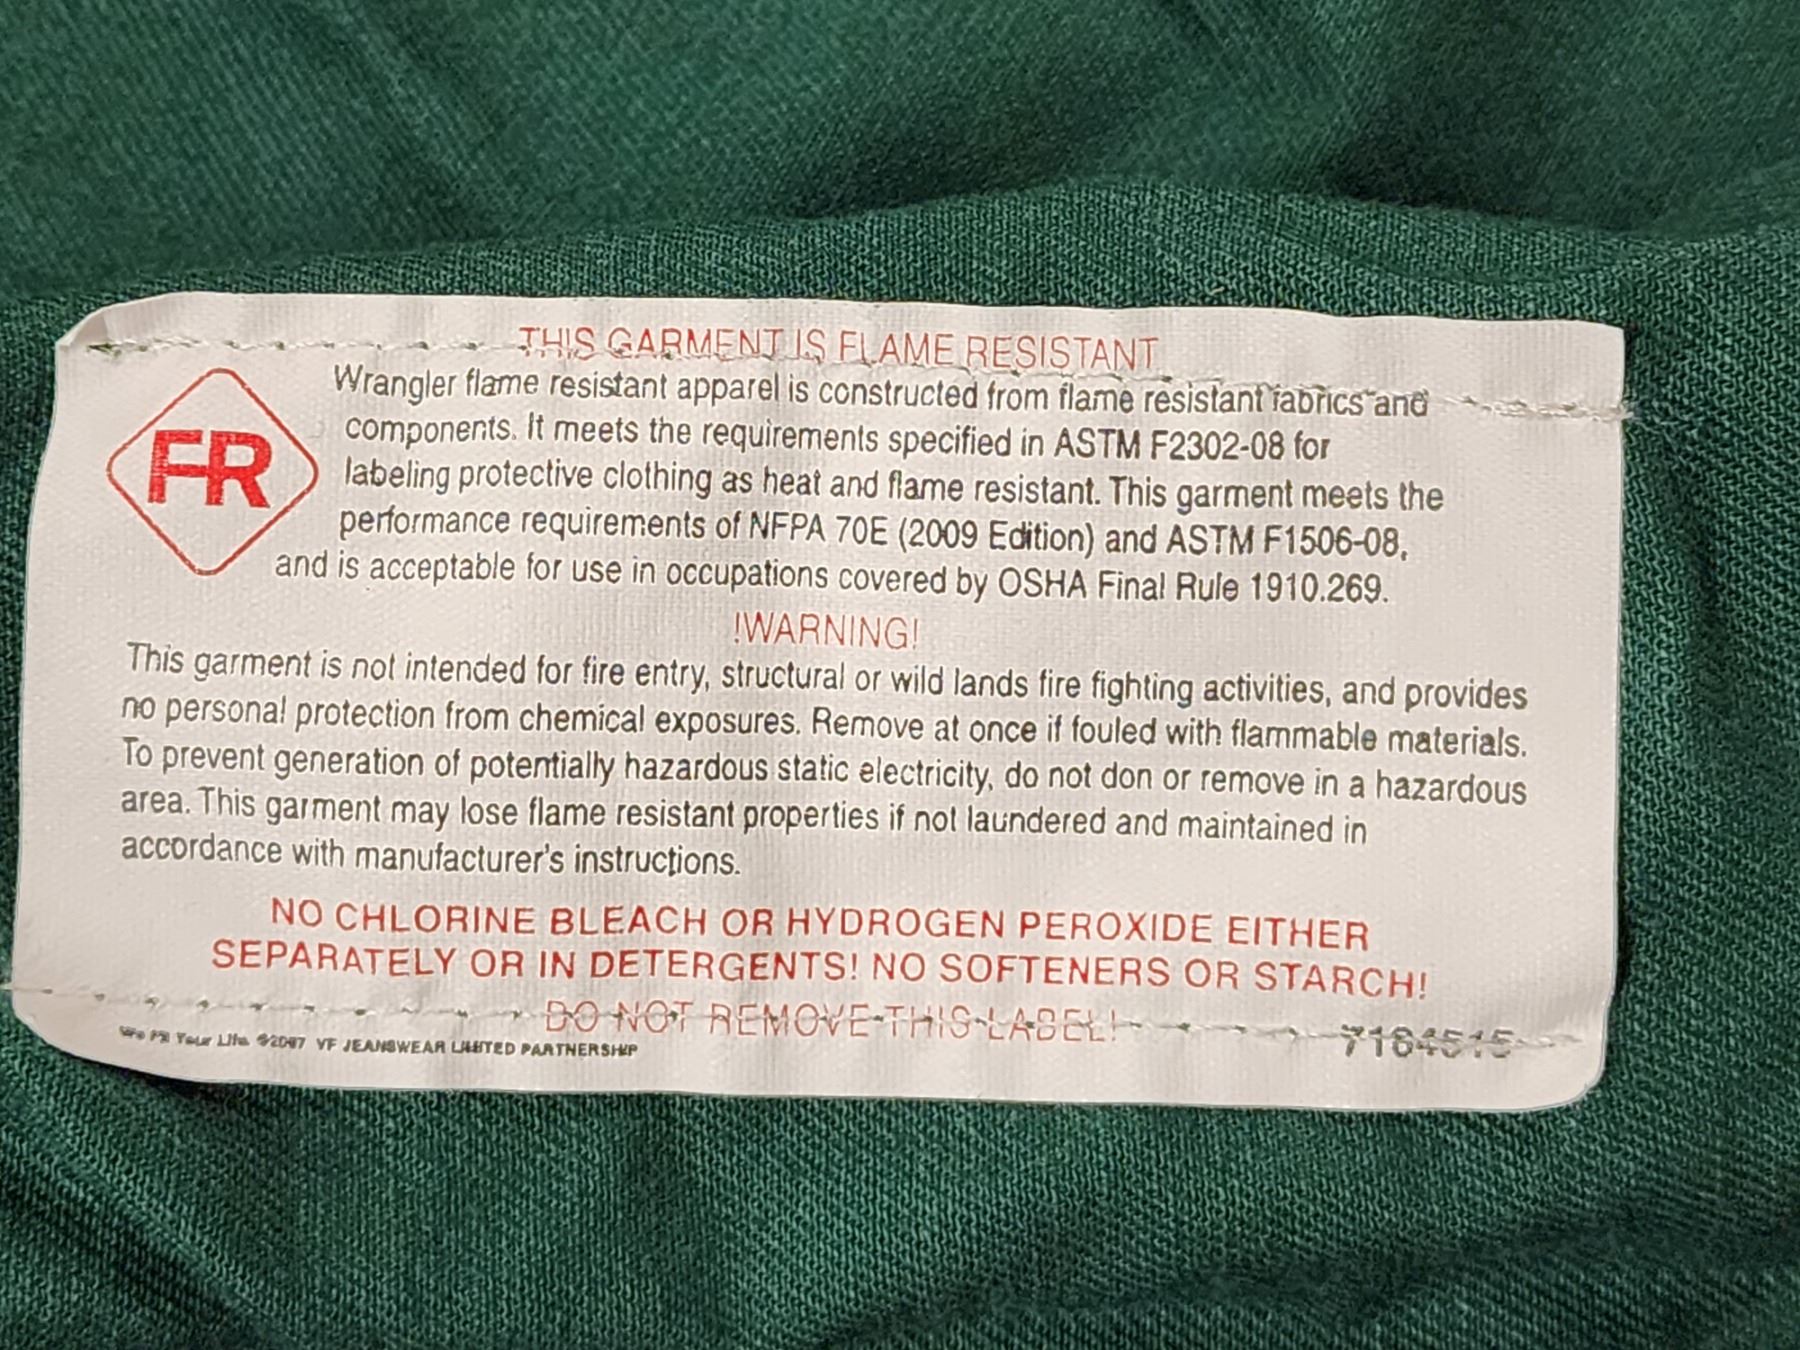 THIS GARMENT IS FLAME RESISTANT
FR
Wrangler flame resistant apparel is constructed from flame resistant fabrics and
components. It meets the requirements specified in ASTM F2302-08 for
labeling protective clothing as heat and flame resistant. This garment meets the
performance requirements of NFPA 70E (2009 Edition) and ASTM F1506-08,
and is acceptable for use in occupations covered by OSHA Final Rule 1910.269.
!WARNING!
This garment is not intended for fire entry, structural or wild lands fire fighting activities, and provides
no personal protection from chemical exposures. Remove at once if fouled with flammable materials.
To prevent generation of potentially hazardous static electricity, do not don or remove in a hazardous
area. This garment may lose flame resistant properties if not laundered and maintained in
accordance with manufacturer's instructions.
NO CHLORINE BLEACH OR HYDROGEN PEROXIDE EITHER
SEPARATELY OR IN DETERGENTS! NO SOFTENERS OR STARCH!
DO NOT REMOVE THIS LABEL!
7164515
Your Life VF JEANSWEAR LIMITED PARTNERSHIP